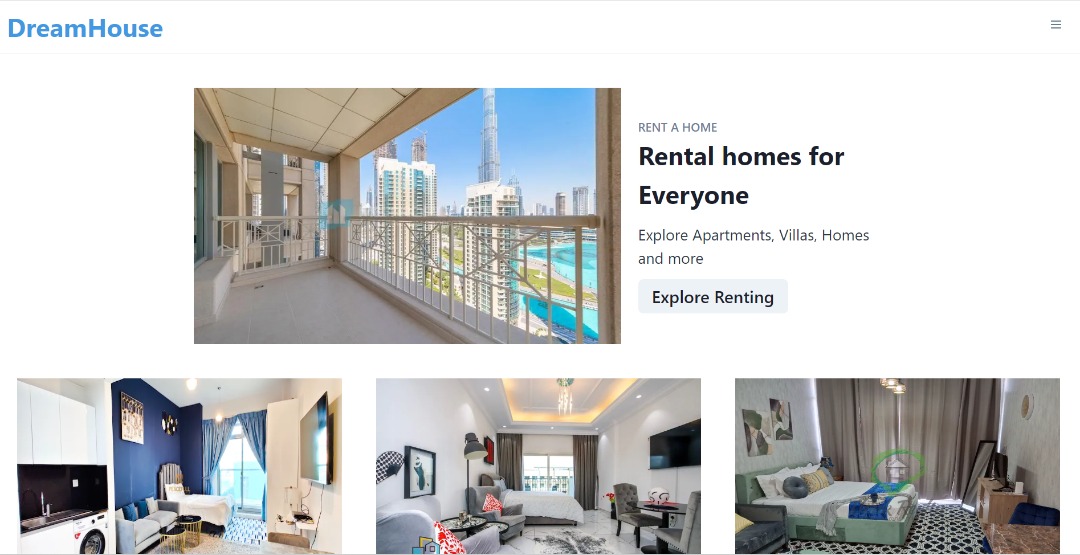 DreamHouse
RENT A HOME
Rental homes for
Everyone
Explore Apartments, Villas, Homes
and more
Explore Renting